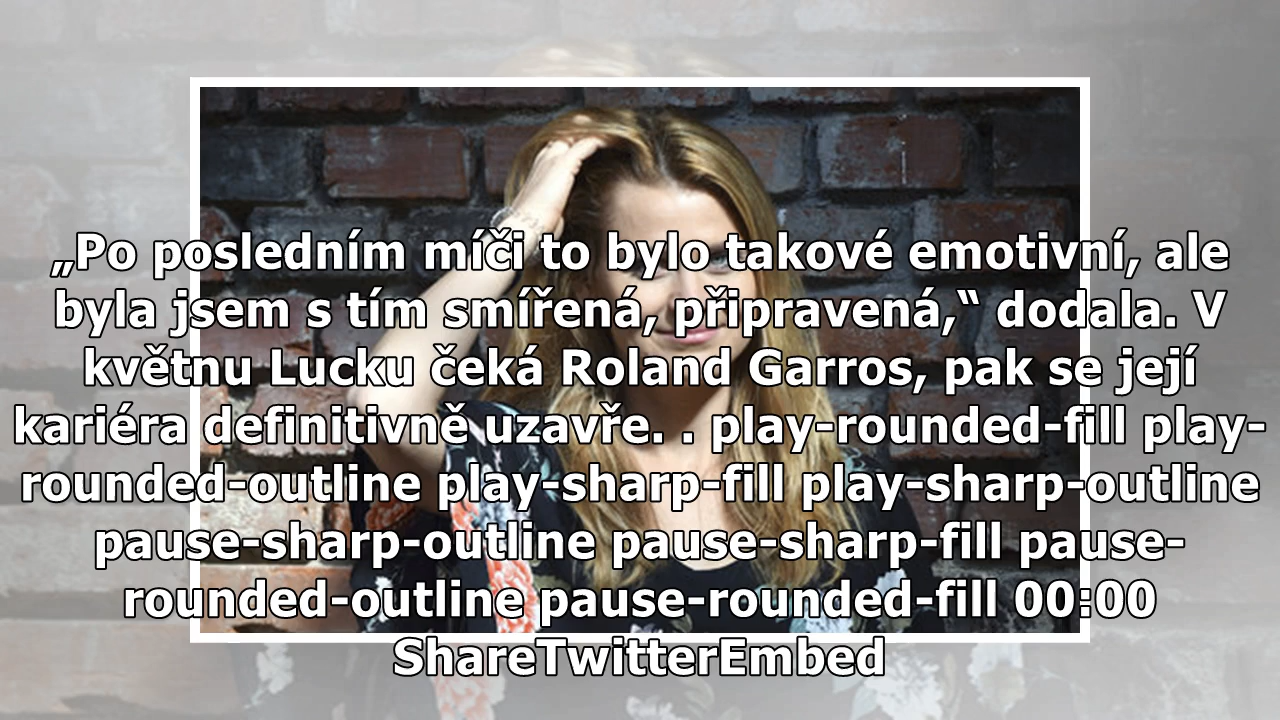 „Po posledním míči to bylo takové emotivní, ale
byla jsem s tím smířená, připravená,“ dodala. V
květnu Lucku čeká Roland Garros, pak se její
kariéra definitivně uzavře. . play-rounded-fill play-
rounded-outline play-sharp-fill play-sharp-outline
pause-sharp-outline pause-sharp-fill pause-
rounded-outline pause-rounded-fill 00:00
ShareTwitterEmbed